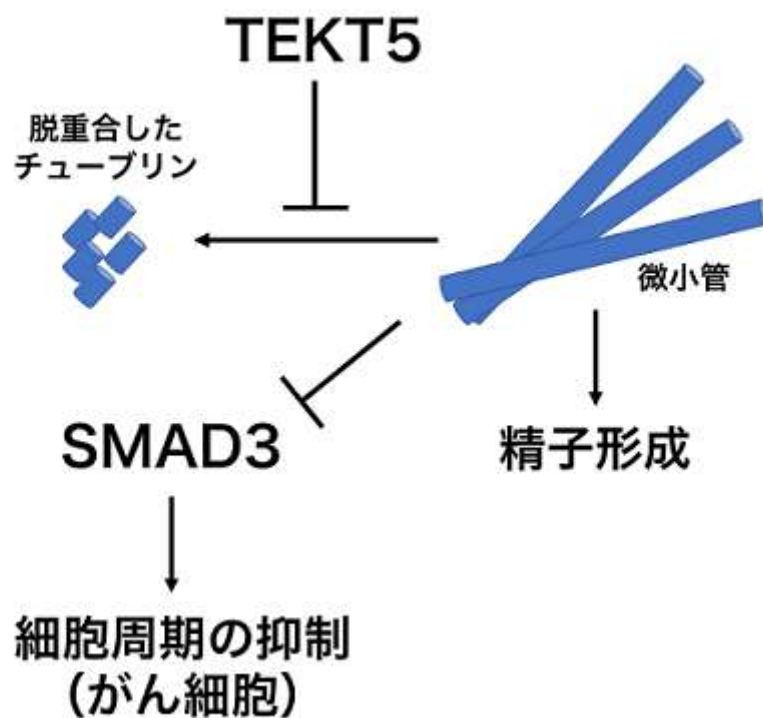 TEKT5
脱重合した
チューブリン
微小管
SMAD3
精子形成
細胞周期の抑制
（がん細胞）